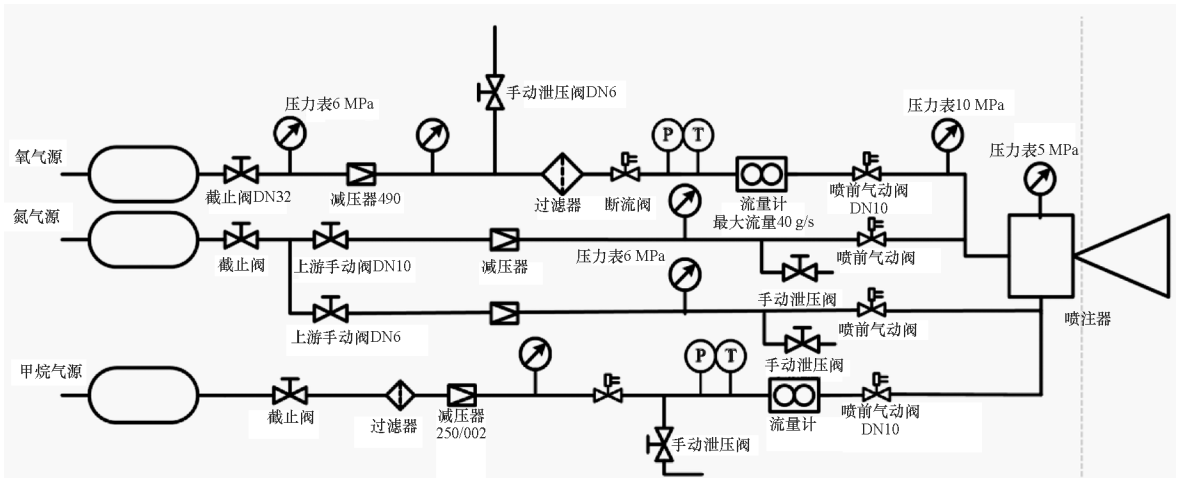 手动泄压阀DN6
压力表6 MPa
压力表10 MPa
压力表5 MPa
氧气源
P
T
截止阀DN32
减压器490
过滤器
断流阀
流量计
最大流量40 g/s
喷前气动阀
DN10
氮气源
截止阀
上游手动阀DN10
减压器
压力表6 MPa
喷前气动阀
手动泄压阀
上游手动阀DN6
喷前气动阀
喷注器
手动泄压阀
甲烷气源
P
T
截止阀
过滤器
减压器
250/002
手动泄压阀
流量计
喷前气动阀
DN10